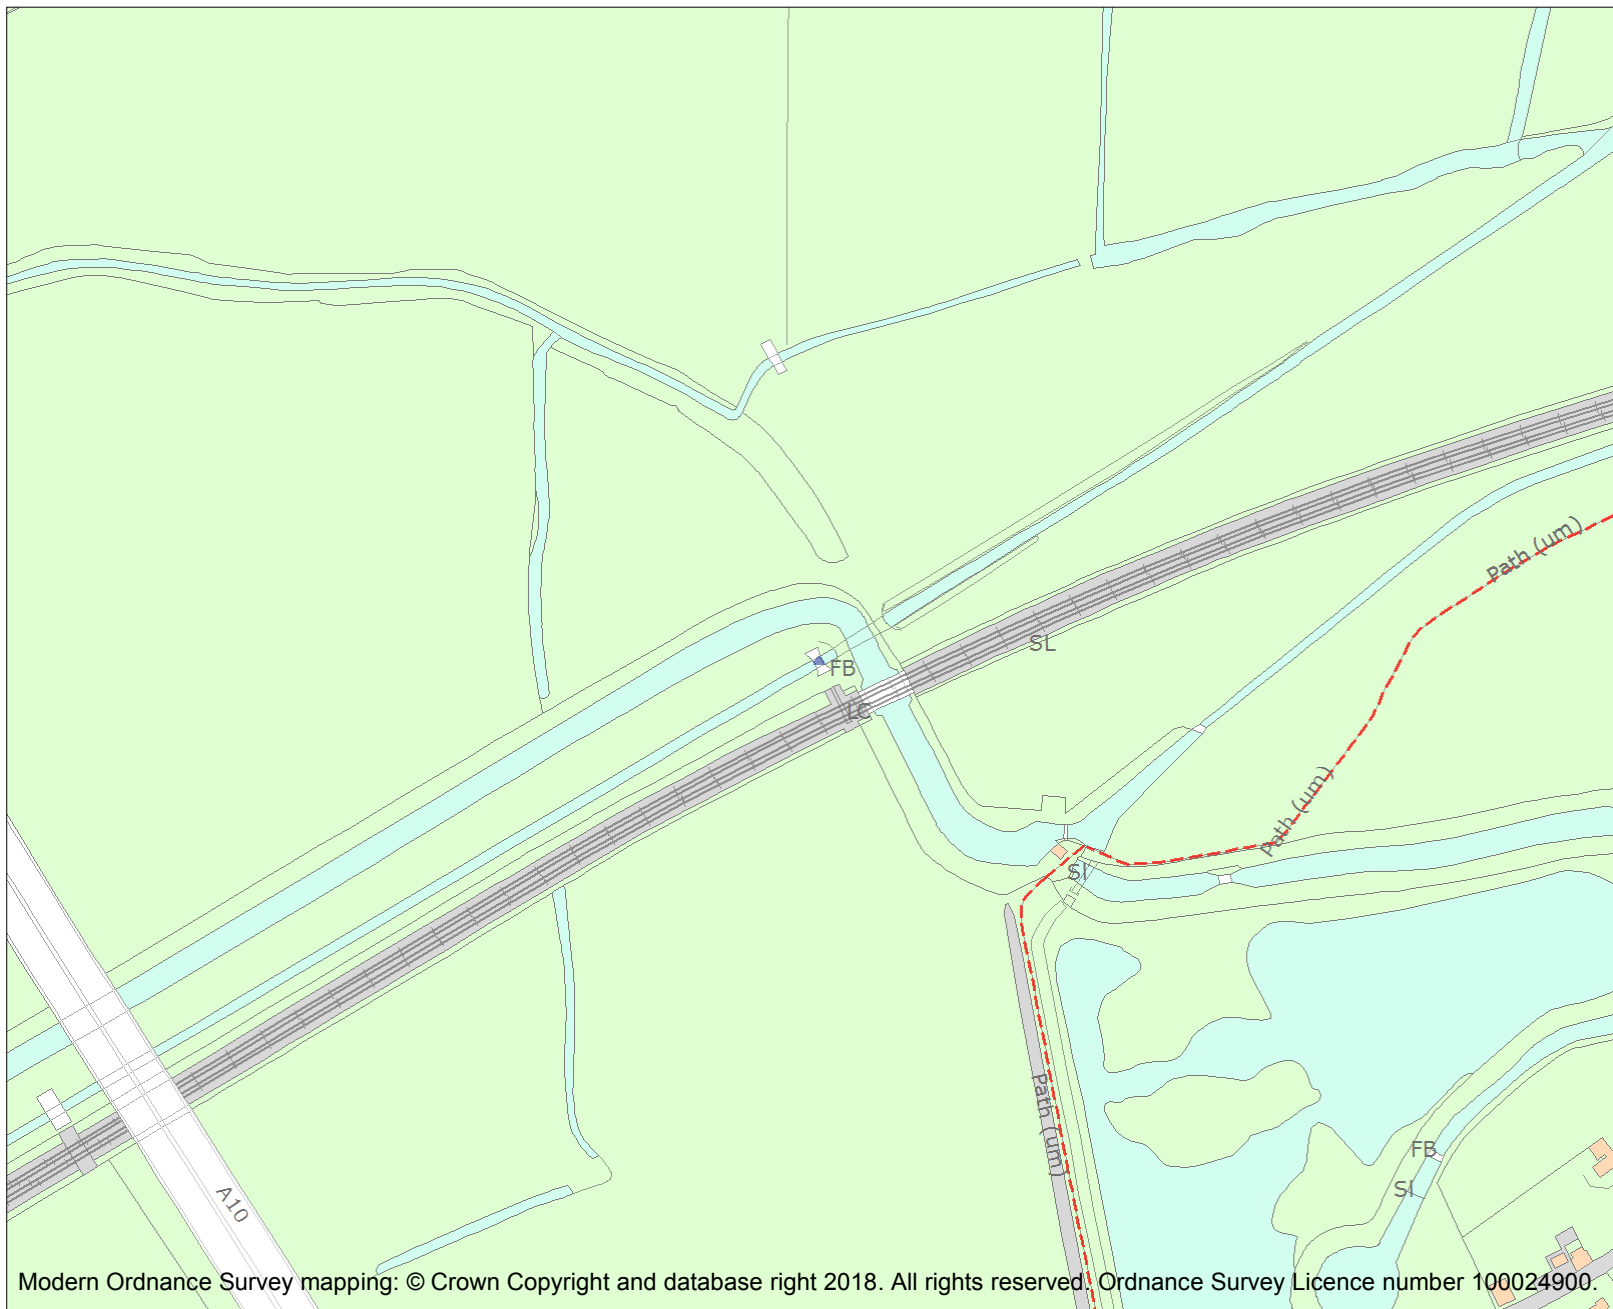 Path (um)
SL
FB
LC
Path (um)
Sl
Path (um)
FB
Sl
A10
Modern Ordnance Survey mapping: © Crown Copyright and database right 2018. All rights reserved. Ordnance Survey Licence number 100024900.